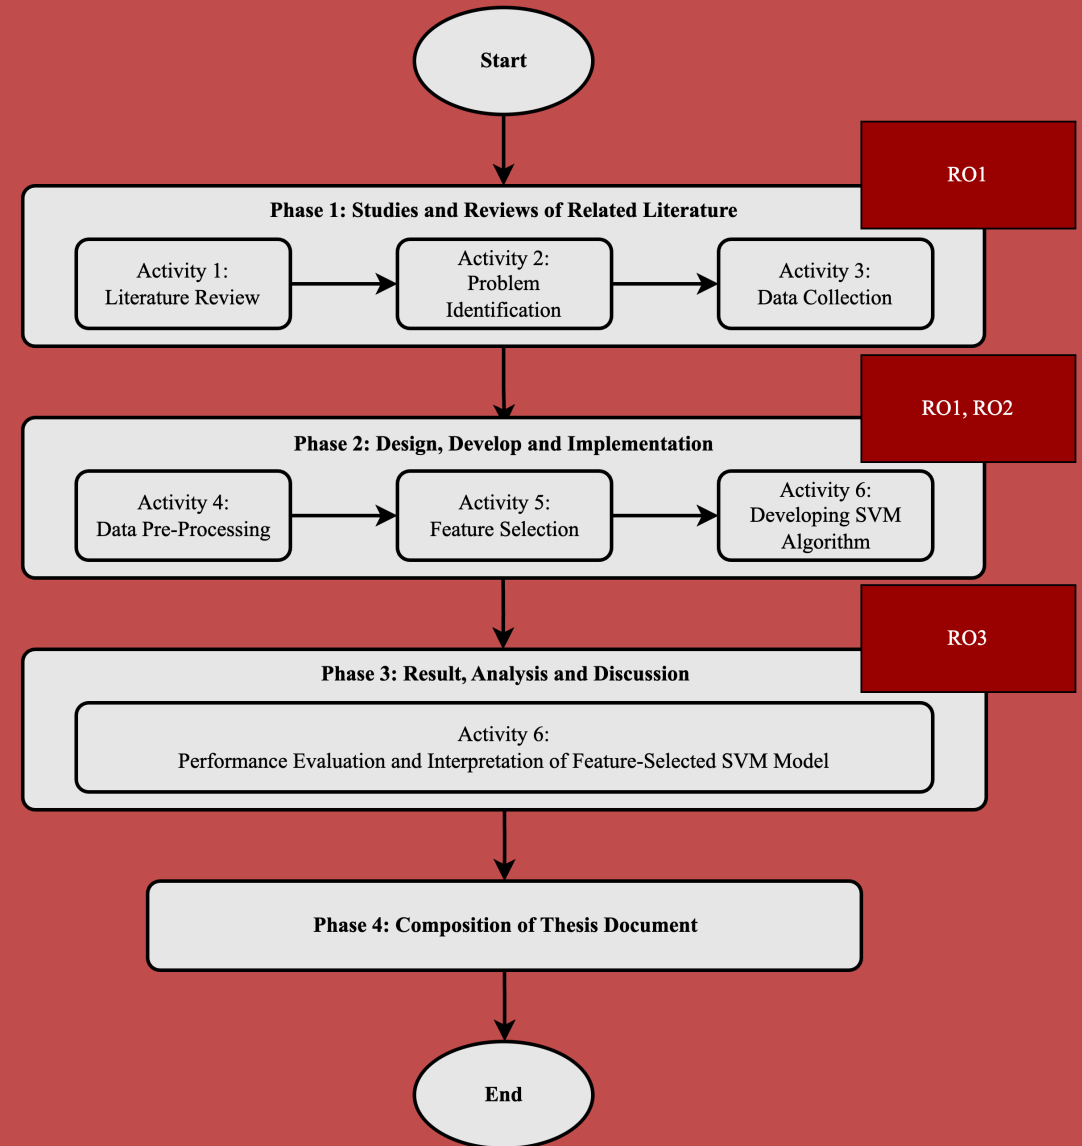 Start
RO1
Phase 1: Studies and Reviews of Related Literature
Activity 1:
Literature Review
Activity 2:
Problem
Identification
Activity 3:
Data Collection
RO1, RO2
Phase 2: Design, Develop and Implementation
Activity 4:
Data Pre-Processing
Activity 5:
Feature Selection
Activity 6:
Developing SVM
Algorithm
RO3
Phase 3: Result, Analysis and Discussion
Activity 6:
Performance Evaluation and Interpretation of Feature-Selected SVM Model
Phase 4: Composition of Thesis Document
End